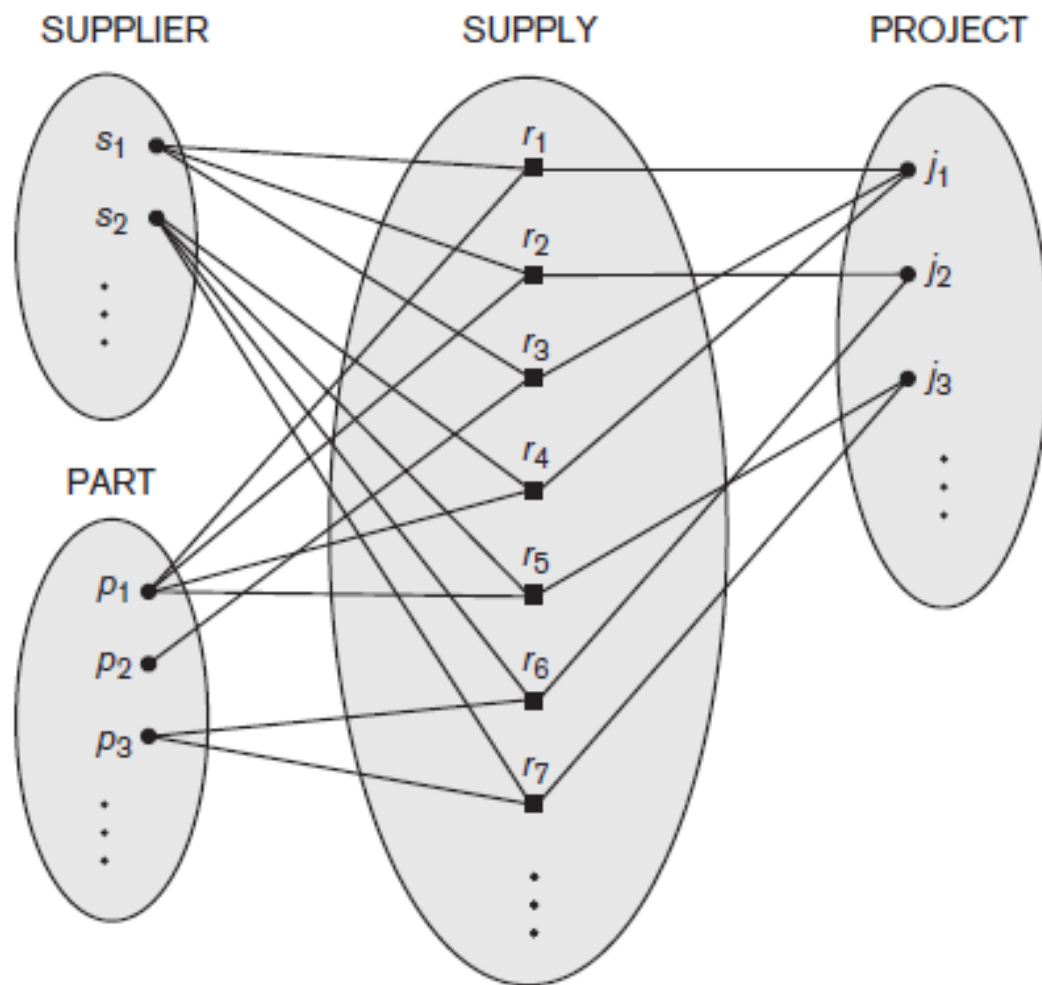 SUPPLIER
SUPPLY
PROJECT
s1
s2
PART
p1
p2
p3
r1
r2
r3
r4
r5
r6
r7
j1
j2
j3